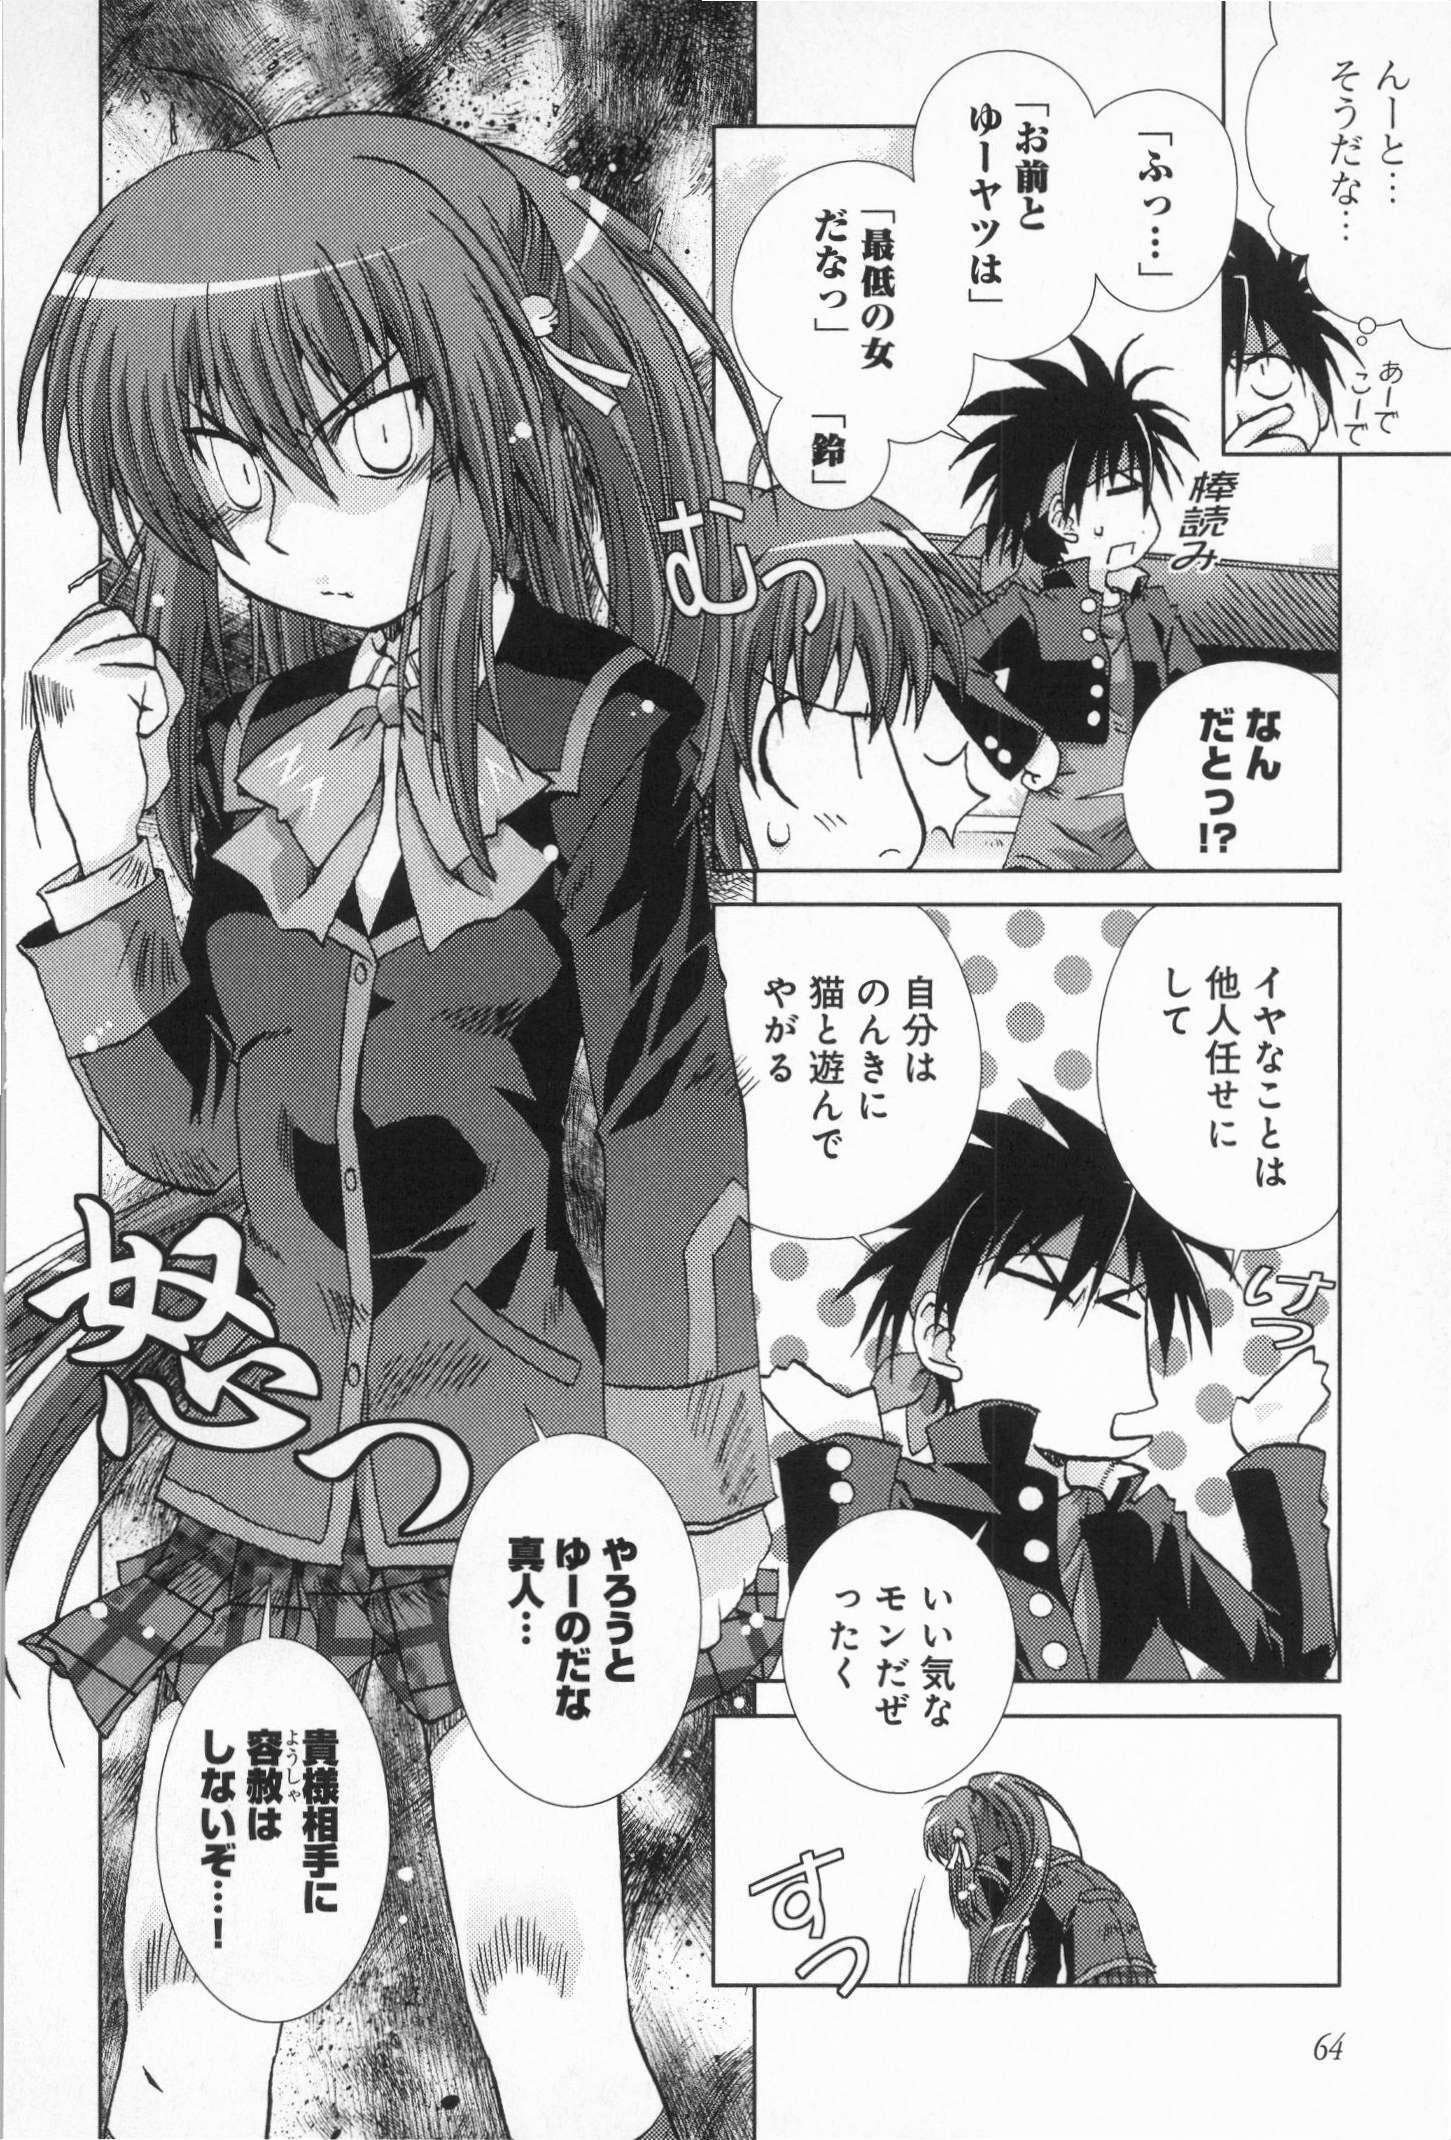 んーと…
そうだな…
あーで
こーで
「ふっ…」
「お前と
ゆーヤツは」
「最低の女
だなっ」
「鈴」
棒読み
むっ
なん
だとっ!?
イヤなことは
他人任せに
して
自分は
のんきに
猫と遊んで
やがる
けっ
いい気な
モンだぜ
ったく
すっ
やろうと
ゆーのだな
真人…
怒っ
貴様相手に
容赦は
ようしゃ
しないぞ……!
64